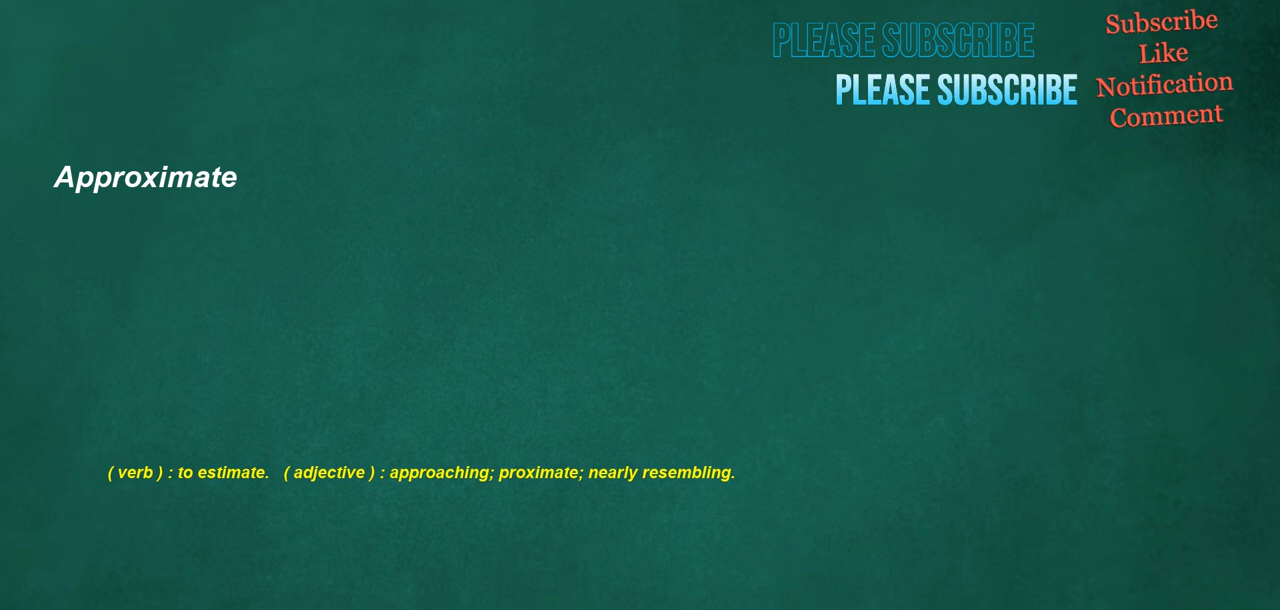 PLEASE SUBSCRIBE
PLEASE SUBSCRIBE
Subscribe
Like
Notification
Comment
Approximate
( verb ) : to estimate.   ( adjective ) : approaching; proximate; nearly resembling.